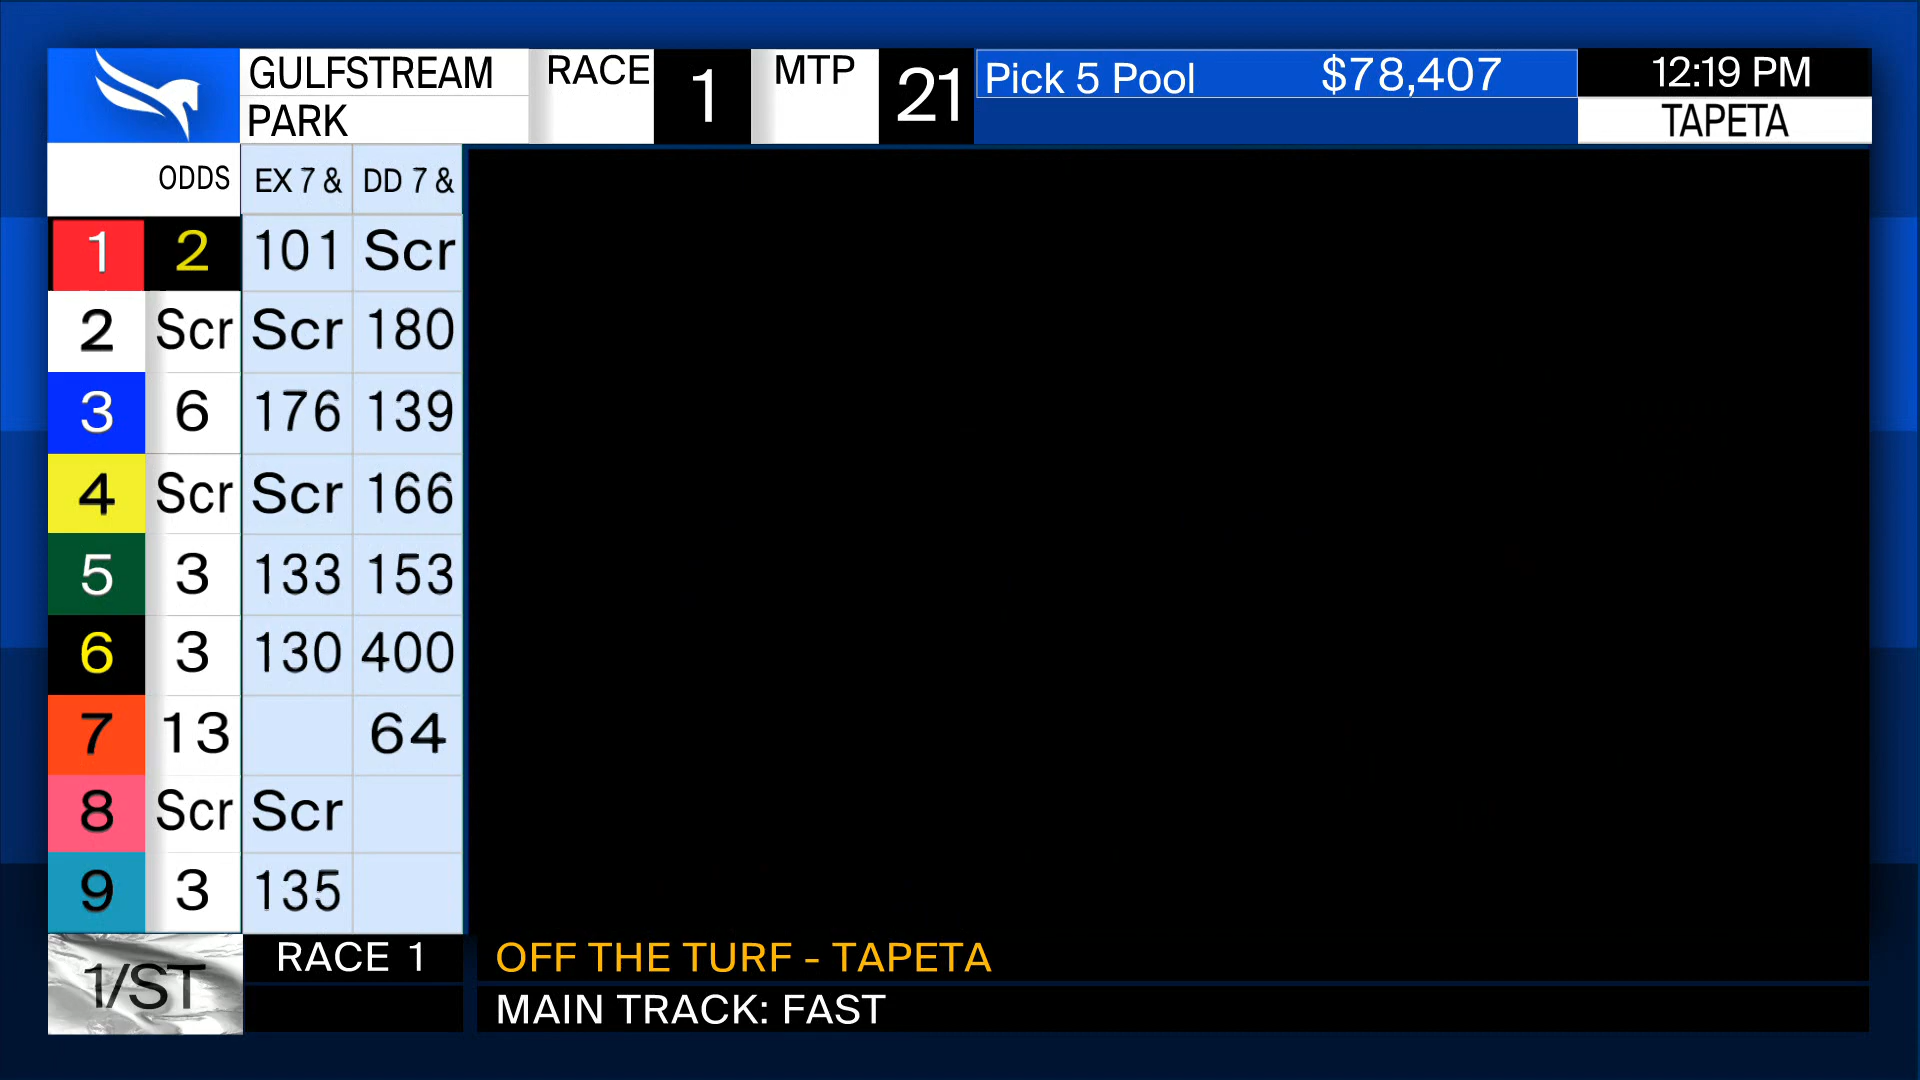 GULFSTREAM PARK RACE 1 MTP 21 Pick 5 Pool $78,407 12:19 PM
TAPETA
ODDS EX 7 & DD 7 &
1 2 101 Scr
2 Scr Scr 180
3 6 176 139
4 Scr Scr 166
5 3 133 153
6 3 130 400
7 13 64
8 Scr Scr
9 3 135
1/ST RACE 1
OFF THE TURF - TAPETA
MAIN TRACK: FAST